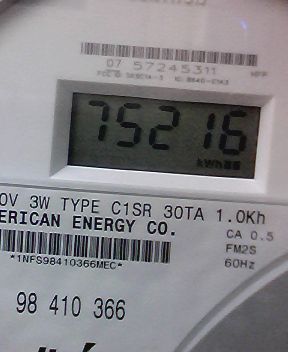 07 57245311
75216
kWh
0V 3W TYPE C1SR 30TA 1.0Kh
ERICAN ENERGY CO.
CA 0.5
FM2S
60Hz
*1NFS98410366MEC*
98 410 366